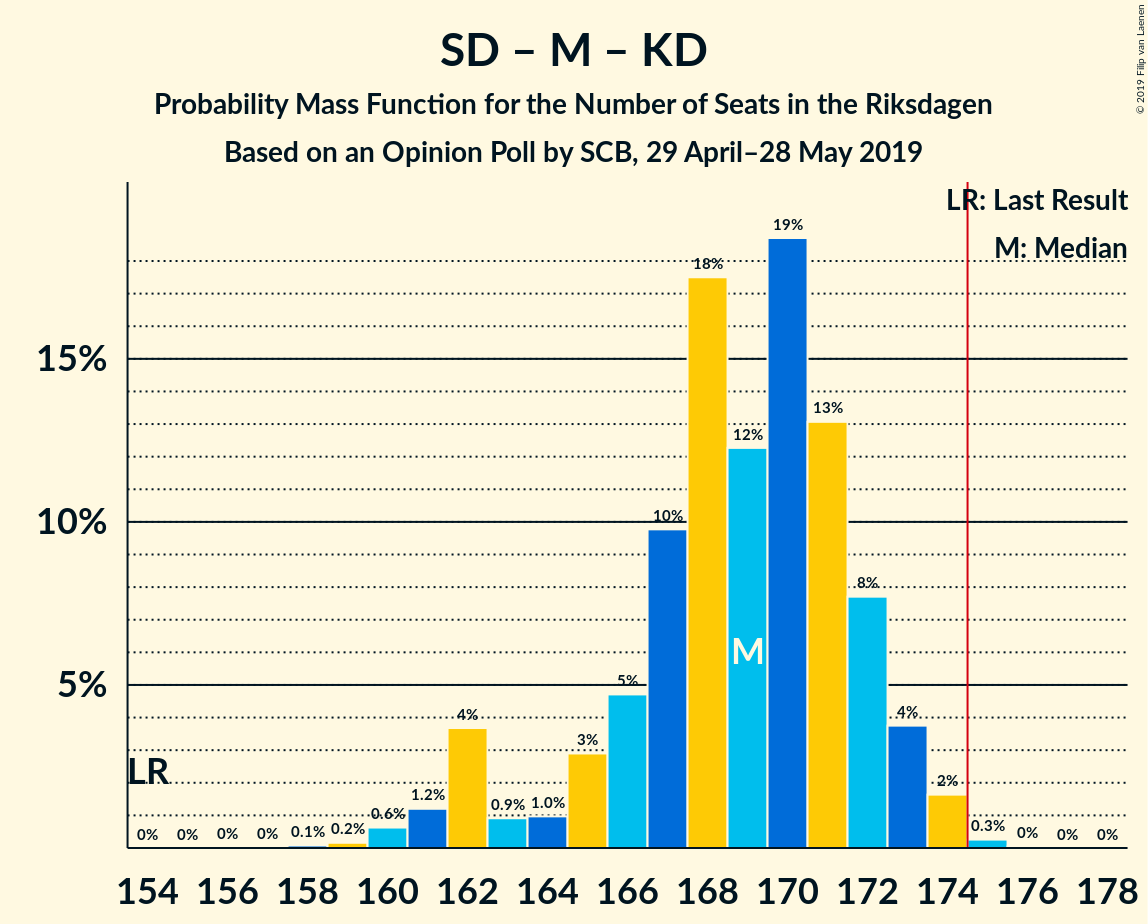 SD – M – KD
Probability Mass Function for the Number of Seats in the Riksdagen
Based on an Opinion Poll by SCB, 29 April–28 May 2019
© 2019 Filip van Laenen
LR: Last Result
M: Median
15%
10%
5%
LR
M
0% 0% 0% 0% 0.1% 0.2% 0.6% 1.2% 4% 0.9% 1.0% 3% 5% 10% 18% 12% 19% 13% 8% 4% 2% 0.3% 0% 0% 0%
154 156 158 160 162 164 166 168 170 172 174 176 178